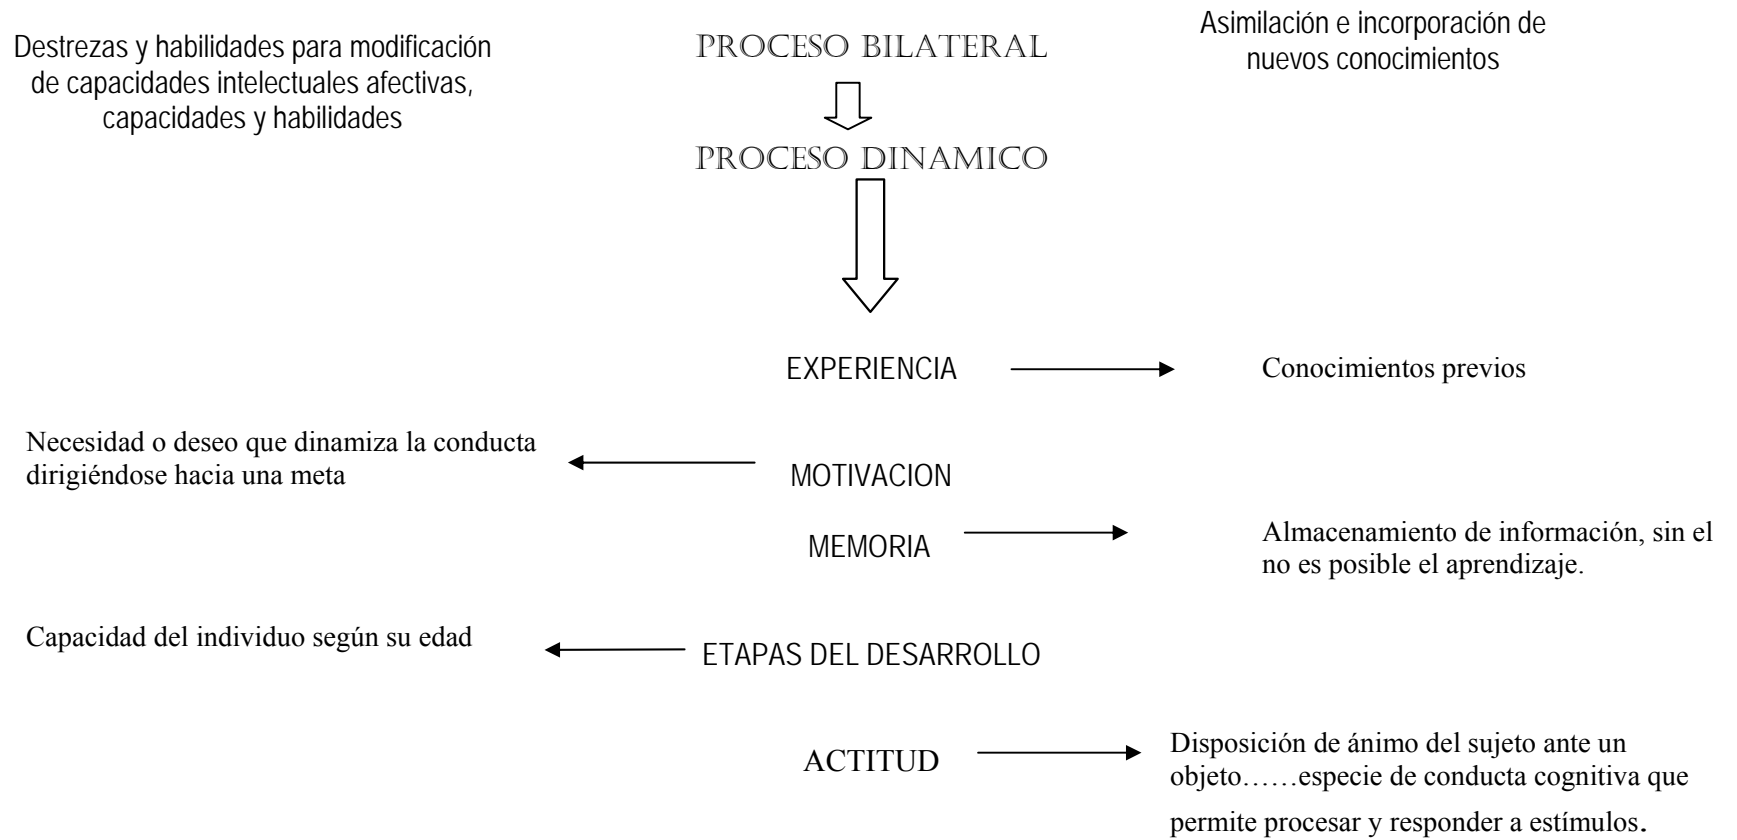 Destrezas y habilidades para modificación
de capacidades intelectuales afectivas,
capacidades y habilidades
PROCESO BILATERAL
Asimilación e incorporación de
nuevos conocimientos
PROCESO DINAMICO
EXPERIENCIA
Conocimientos previos
Necesidad o deseo que dinamiza la conducta
dirigiéndose hacia una meta
MOTIVACION
MEMORIA
Almacenamiento de información, sin el
no es posible el aprendizaje.
Capacidad del individuo según su edad
ETAPAS DEL DESARROLLO
ACTITUD
Disposición de ánimo del sujeto ante un
objeto……especie de conducta cognitiva que
permite procesar y responder a estímulos.